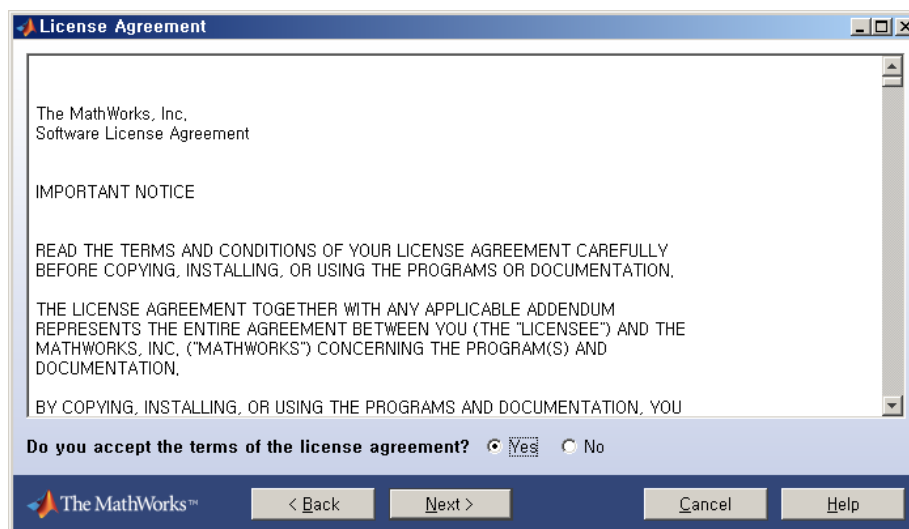 License Agreement
The MathWorks, Inc.
Software License Agreement
IMPORTANT NOTICE
READ THE TERMS AND CONDITIONS OF YOUR LICENSE AGREEMENT CAREFULLY
BEFORE COPYING, INSTALLING, OR USING THE PROGRAMS OR DOCUMENTATION.
THE LICENSE AGREEMENT TOGETHER WITH ANY APPLICABLE ADDENDUM
REPRESENTS THE ENTIRE AGREEMENT BETWEEN YOU (THE "LICENSEE") AND THE
MATHWORKS, INC. ("MATHWORKS") CONCERNING THE PROGRAM(S) AND
DOCUMENTATION.
BY COPYING, INSTALLING, OR USING THE PROGRAMS AND DOCUMENTATION, YOU
Do you accept the terms of the license agreement? Yes No
The MathWorks™ < Back Next > Cancel Help